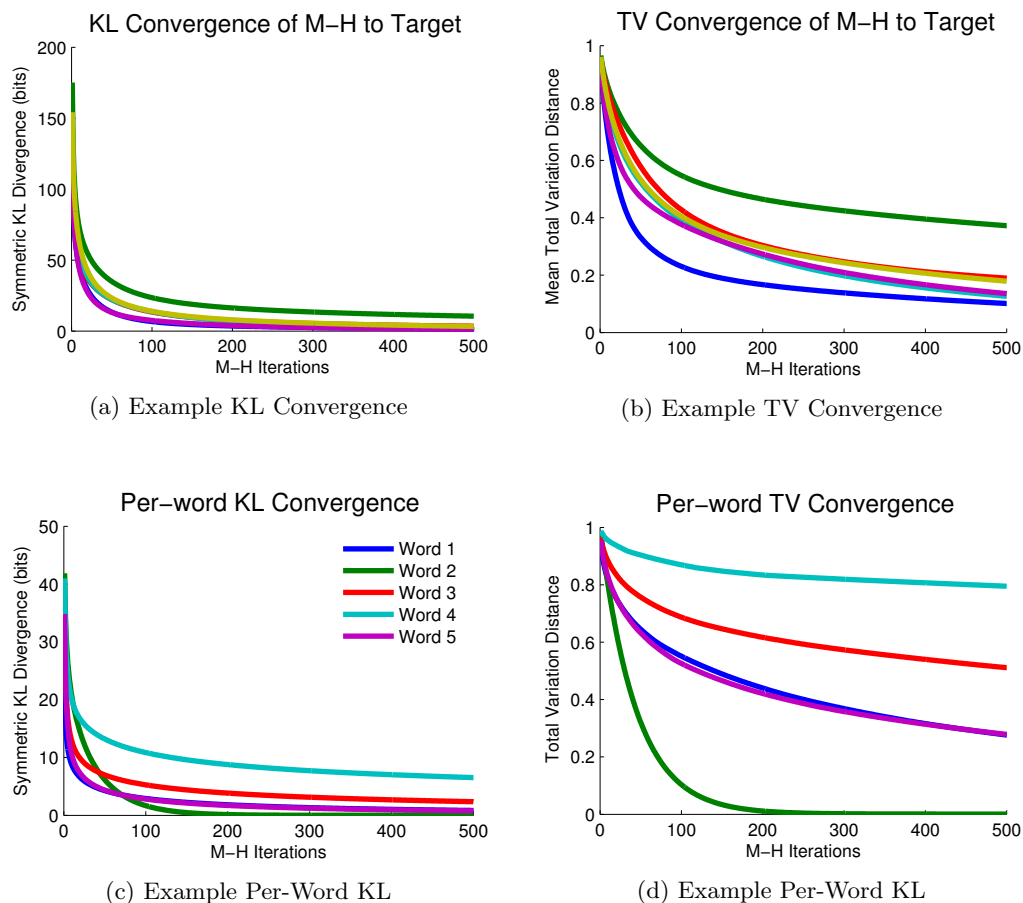 KL Convergence of M−H to Target
200
150
100
50
0
Symmetric KL Divergence (bits)
0 100 200 300 400 500
M−H Iterations
(a) Example KL Convergence
TV Convergence of M−H to Target
1
0.8
0.6
0.4
0.2
0
Mean Total Variation Distance
0 100 200 300 400 500
M−H Iterations
(b) Example TV Convergence
Per−word KL Convergence
50
40
30
20
10
0
Symmetric KL Divergence (bits)
Word 1
Word 2
Word 3
Word 4
Word 5
0 100 200 300 400 500
M−H Iterations
(c) Example Per-Word KL
Per−word TV Convergence
1
0.8
0.6
0.4
0.2
0
Total Variation Distance
0 100 200 300 400 500
M−H Iterations
(d) Example Per-Word KL